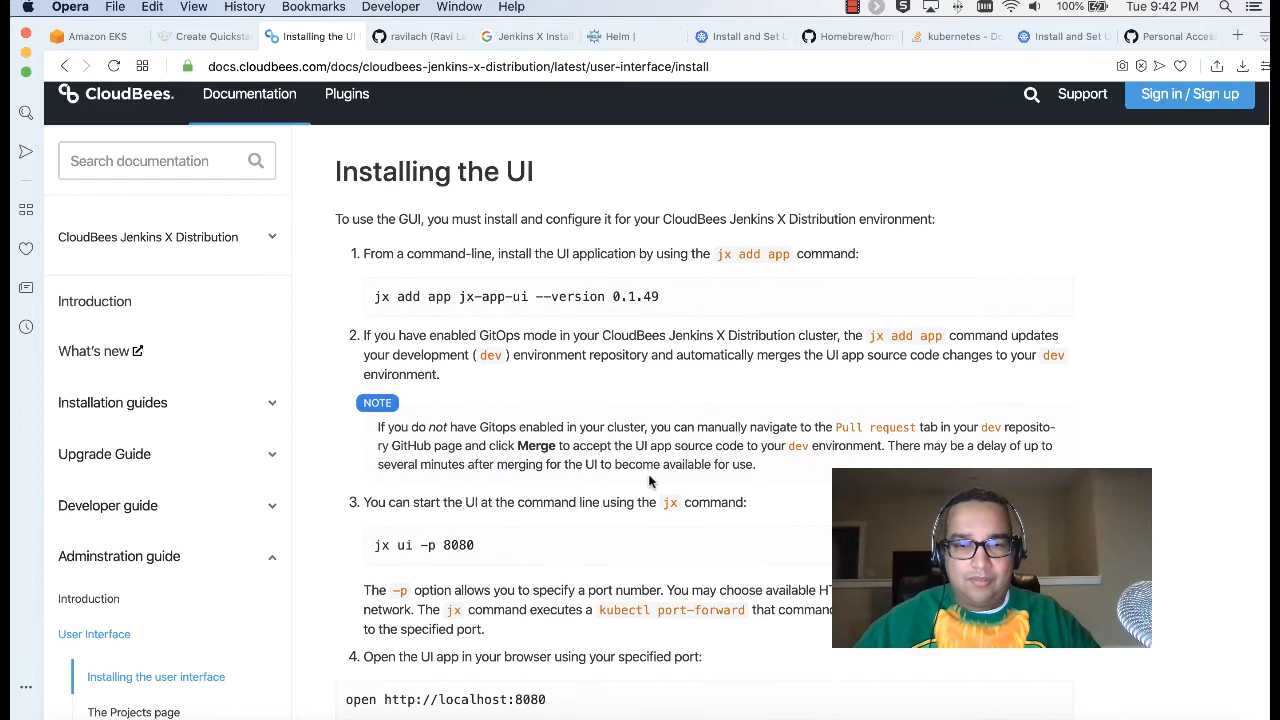 Opera File Edit View History Bookmarks Developer Window Help 100% Tue 9:42 PM
Amazon EKS Create Quicksta Installing the UI ravilach (Ravi La Jenkins X Instal Helm | Install and Set U Homebrew/hom kubernetes - Do Install and Set U Personal Acces
docs.cloudbees.com/docs/cloudbees-jenkins-x-distribution/latest/user-interface/install
CloudBees. Documentation Plugins Support Sign in / Sign up
Search documentation
CloudBees Jenkins X Distribution
Introduction
What's new
Installation guides
Upgrade Guide
Developer guide
Adminstration guide
Introduction
User Interface
Installing the user interface
The Projects page
Installing the UI
To use the GUI, you must install and configure it for your CloudBees Jenkins X Distribution environment:
1. From a command-line, install the UI application by using the jx add app command:
jx add app jx-app-ui --version 0.1.49
2. If you have enabled GitOps mode in your CloudBees Jenkins X Distribution cluster, the jx add app command updates
your development ( dev ) environment repository and automatically merges the UI app source code changes to your dev
environment.
NOTE
If you do not have Gitops enabled in your cluster, you can manually navigate to the Pull request tab in your dev reposito-
ry GitHub page and click Merge to accept the UI app source code to your dev environment. There may be a delay of up to
several minutes after merging for the UI to become available for use.
3. You can start the UI at the command line using the jx command:
jx ui -p 8080
The -p option allows you to specify a port number. You may choose available HT
network. The jx command executes a kubectl port-forward that command
to the specified port.
4. Open the UI app in your browser using your specified port:
open http://localhost:8080